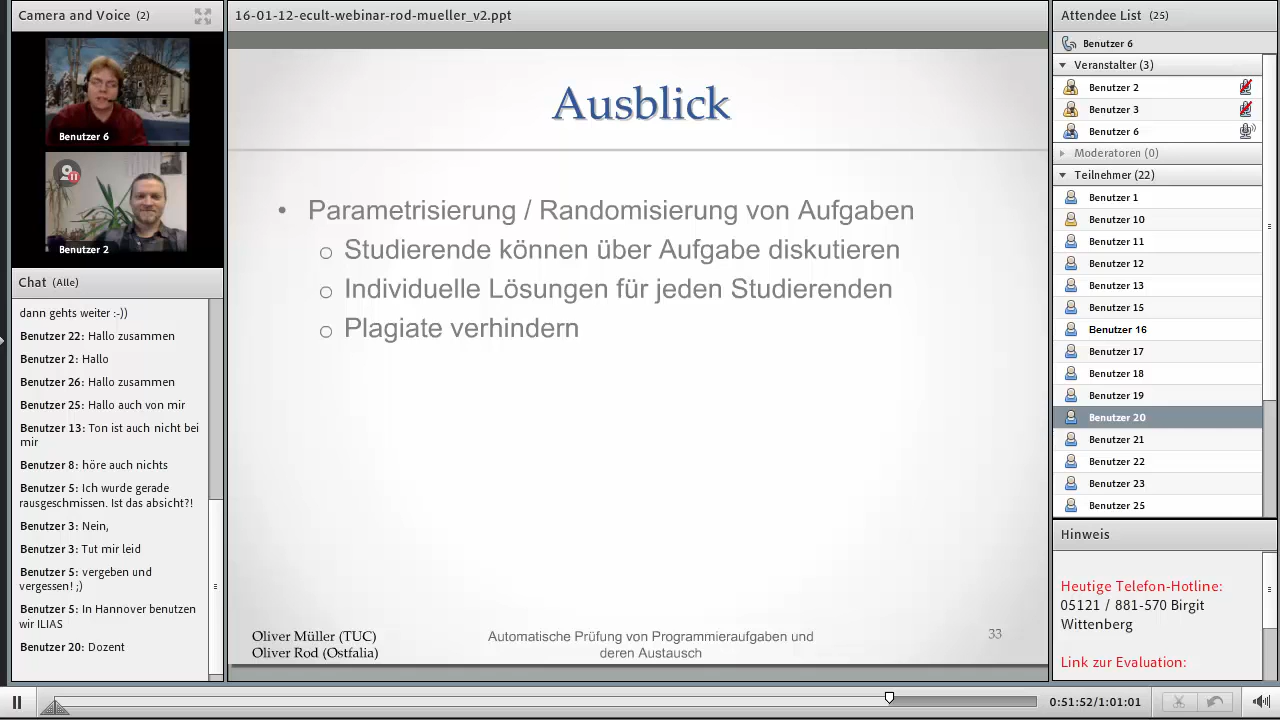 Camera and Voice (2)
Benutzer 6
Benutzer 2
Chat (Alle)
dann gehts weiter :-))
Benutzer 22: Hallo zusammen
Benutzer 2: Hallo
Benutzer 26: Hallo zusammen
Benutzer 25: Hallo auch von mir
Benutzer 13: Ton ist auch nicht bei
mir
Benutzer 8: höre auch nichts
Benutzer 5: Ich wurde gerade
rausgeschmissen. Ist das absicht?!
Benutzer 3: Nein,
Benutzer 3: Tut mir leid
Benutzer 5: vergeben und
vergessen! ;)
Benutzer 5: In Hannover benutzen
wir ILIAS
Benutzer 20: Dozent
16-01-12-ecult-webinar-rod-mueller_v2.ppt
Ausblick
• Parametrisierung / Randomisierung von Aufgaben
o Studierende können über Aufgabe diskutieren
o Individuelle Lösungen für jeden Studierenden
o Plagiate verhindern
Oliver Müller (TUC)
Oliver Rod (Ostfalia)
Automatische Prüfung von Programmieraufgaben und
deren Austausch
33
Attendee List (25)
Benutzer 6
Veranstalter (3)
Benutzer 2
Benutzer 3
Benutzer 6
Moderatoren (0)
Teilnehmer (22)
Benutzer 1
Benutzer 10
Benutzer 11
Benutzer 12
Benutzer 13
Benutzer 15
Benutzer 16
Benutzer 17
Benutzer 18
Benutzer 19
Benutzer 20
Benutzer 21
Benutzer 22
Benutzer 23
Benutzer 25
Hinweis
Heutige Telefon-Hotline:
05121 / 881-570 Birgit
Wittenberg
Link zur Evaluation:
0:51:52/1:01:01